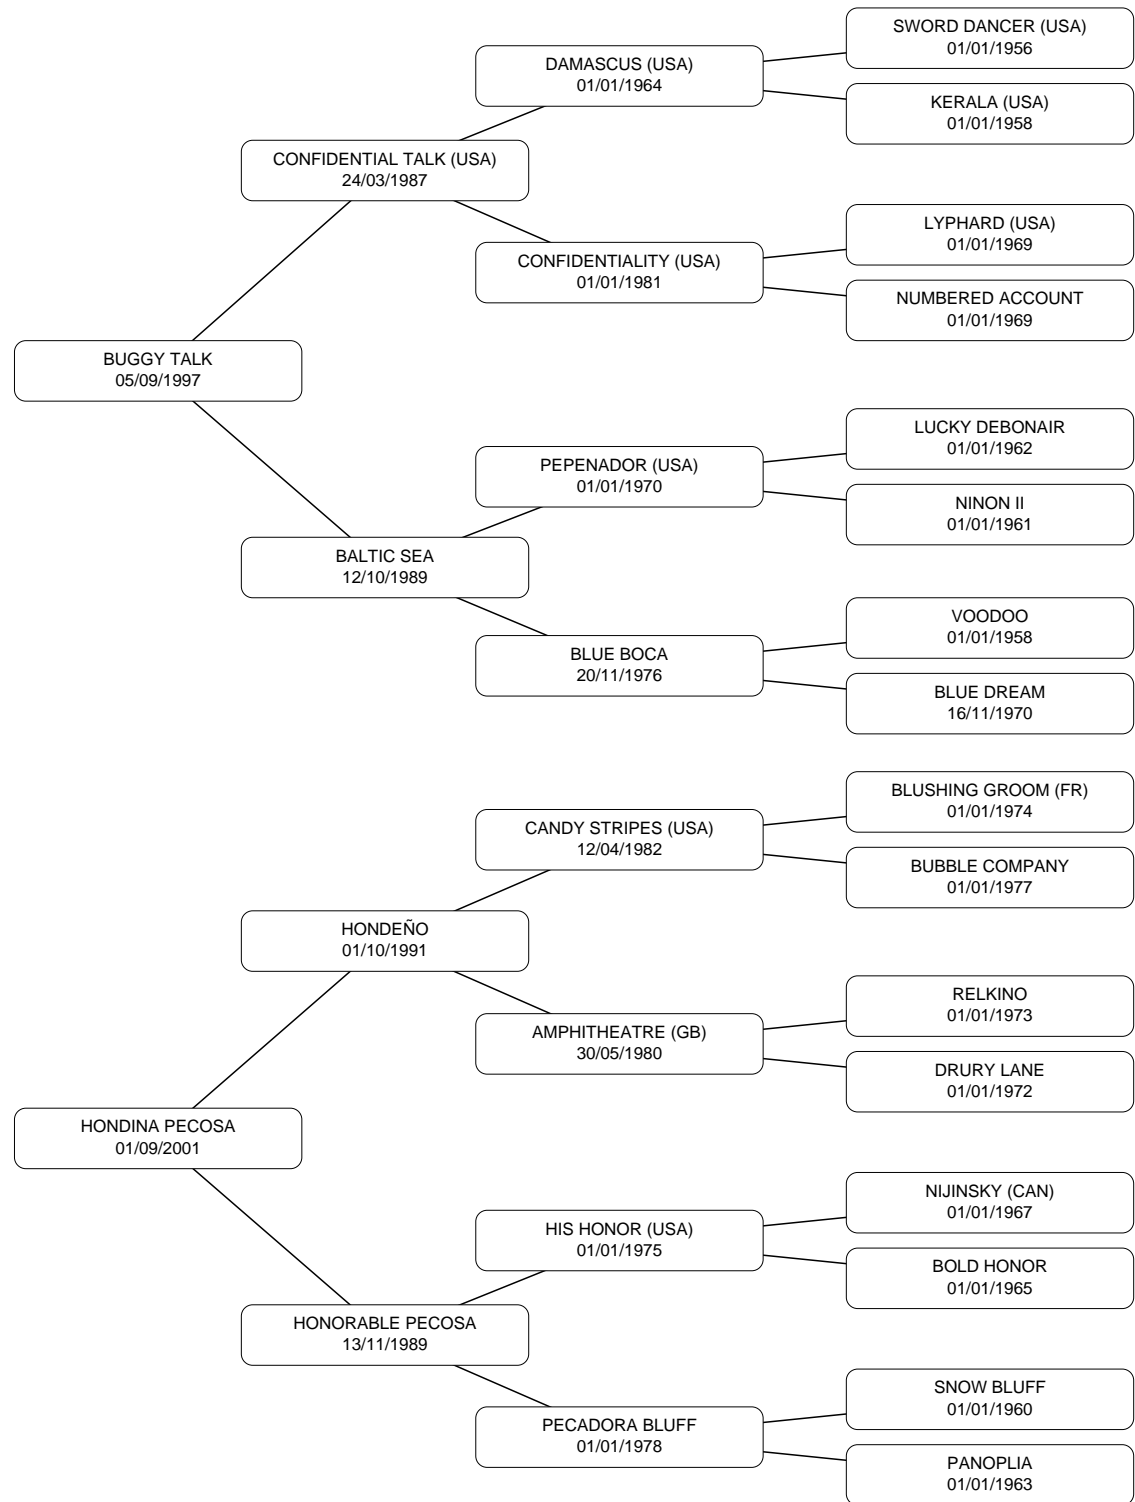 SWORD DANCER (USA)
01/01/1956
DAMASCUS (USA)
01/01/1964
KERALA (USA)
01/01/1958
CONFIDENTIAL TALK (USA)
24/03/1987
LYPHARD (USA)
01/01/1969
CONFIDENTIALITY (USA)
01/01/1981
NUMBERED ACCOUNT
01/01/1969
BUGGY TALK
05/09/1997
LUCKY DEBONAIR
01/01/1962
PEPENADOR (USA)
01/01/1970
NINON II
01/01/1961
BALTIC SEA
12/10/1989
VOODOO
01/01/1958
BLUE BOCA
20/11/1976
BLUE DREAM
16/11/1970
BLUSHING GROOM (FR)
01/01/1974
CANDY STRIPES (USA)
12/04/1982
BUBBLE COMPANY
01/01/1977
HONDEÑO
01/10/1991
RELKINO
01/01/1973
AMPHITHEATRE (GB)
30/05/1980
DRURY LANE
01/01/1972
HONDINA PECOSA
01/09/2001
NIJINSKY (CAN)
01/01/1967
HIS HONOR (USA)
01/01/1975
BOLD HONOR
01/01/1965
HONORABLE PECOSA
13/11/1989
SNOW BLUFF
01/01/1960
PECADORA BLUFF
01/01/1978
PANOPLIA
01/01/1963